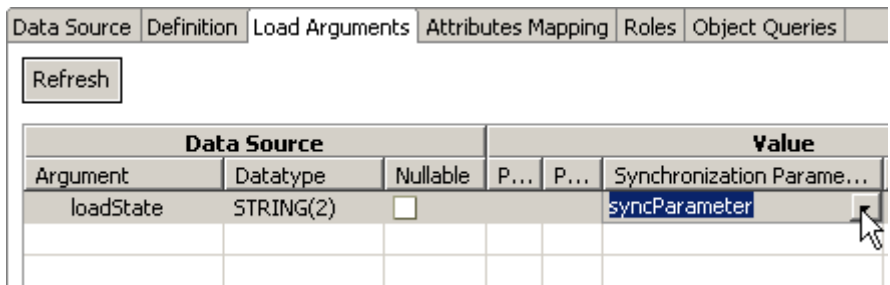 Data Source Definition Load Arguments Attributes Mapping Roles Object Queries
Refresh
Data Source Value
Argument Datatype Nullable P... P... Synchronization Parame...
loadState STRING(2) syncParameter